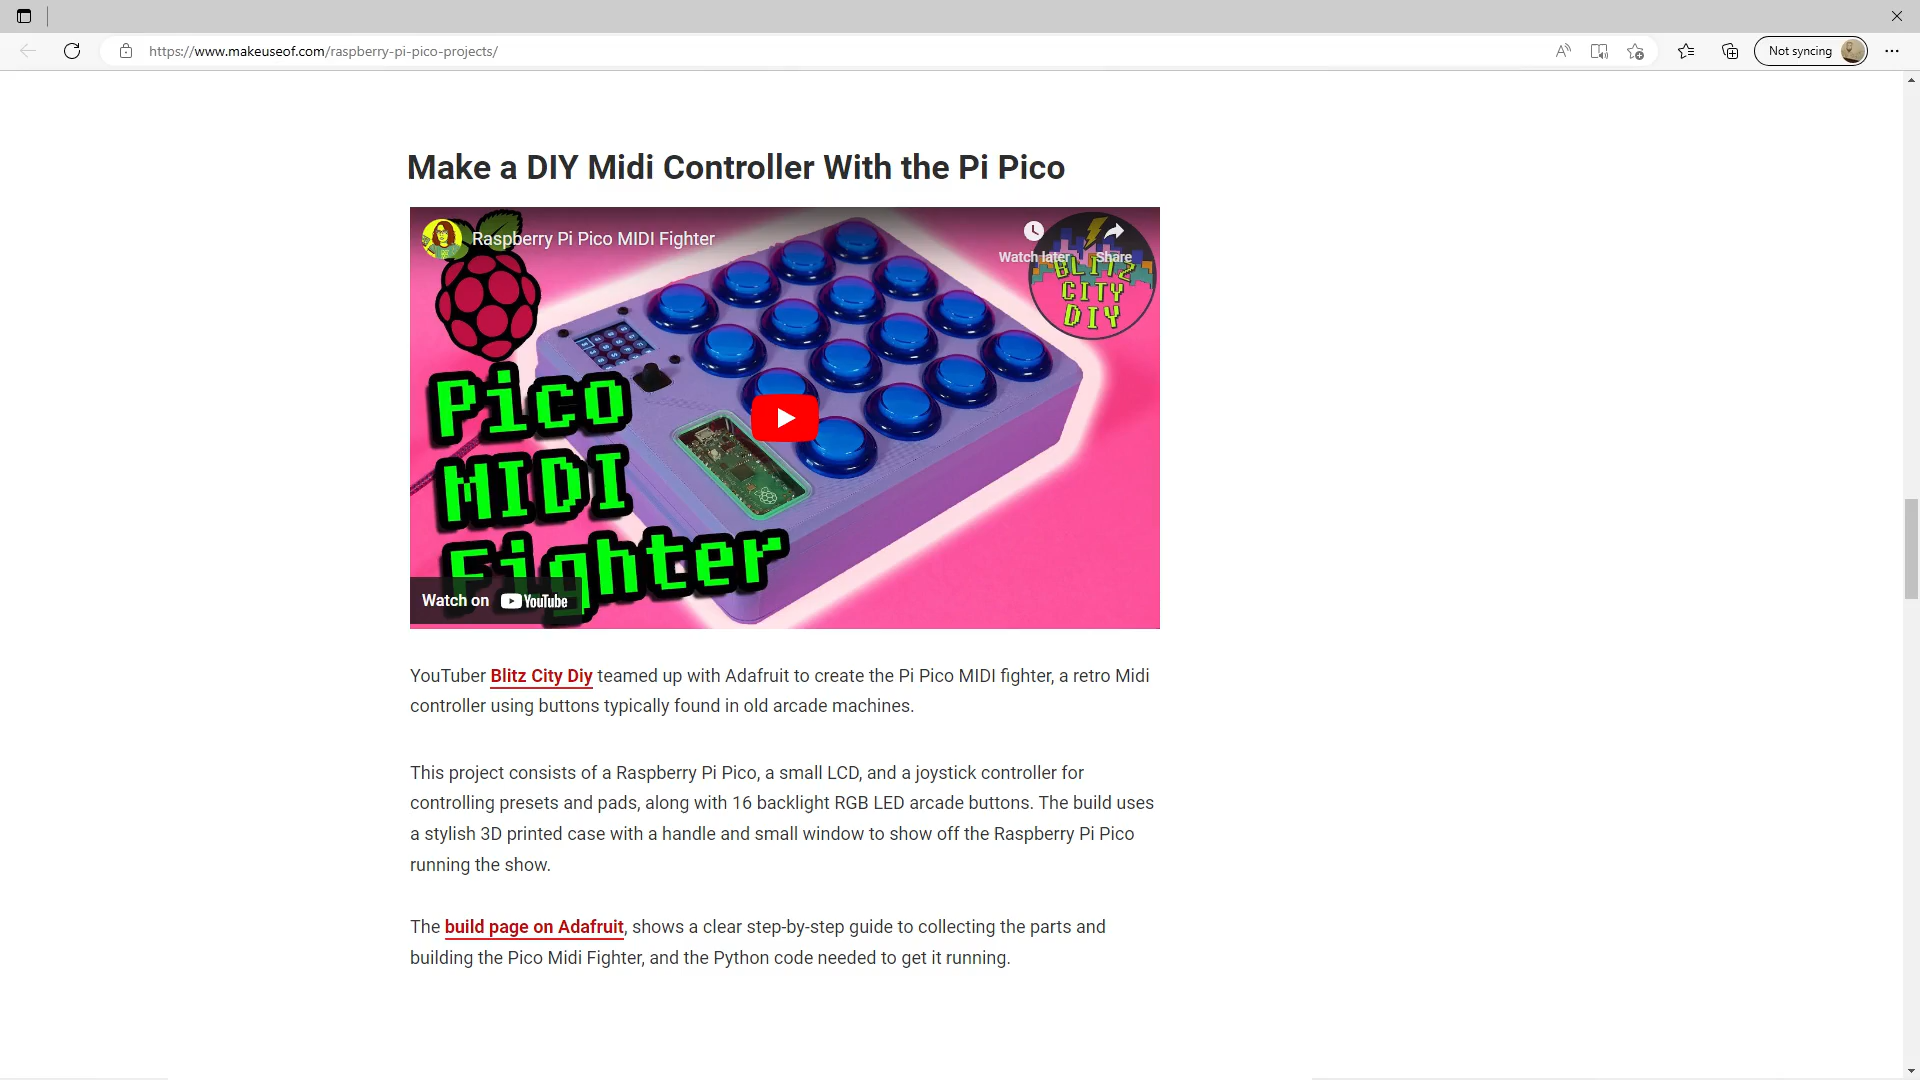 https://www.makeuseof.com/raspberry-pi-pico-projects/
Not syncing
Make a DIY Midi Controller With the Pi Pico
Raspberry Pi Pico MIDI Fighter
Watch later
Share
BLITZ
CITY
DIY
Pico
MIDI
Fighter
Watch on YouTube
YouTuber Blitz City Diy teamed up with Adafruit to create the Pi Pico MIDI fighter, a retro Midi
controller using buttons typically found in old arcade machines.
This project consists of a Raspberry Pi Pico, a small LCD, and a joystick controller for
controlling presets and pads, along with 16 backlight RGB LED arcade buttons. The build uses
a stylish 3D printed case with a handle and small window to show off the Raspberry Pi Pico
running the show.
The build page on Adafruit, shows a clear step-by-step guide to collecting the parts and
building the Pico Midi Fighter, and the Python code needed to get it running.